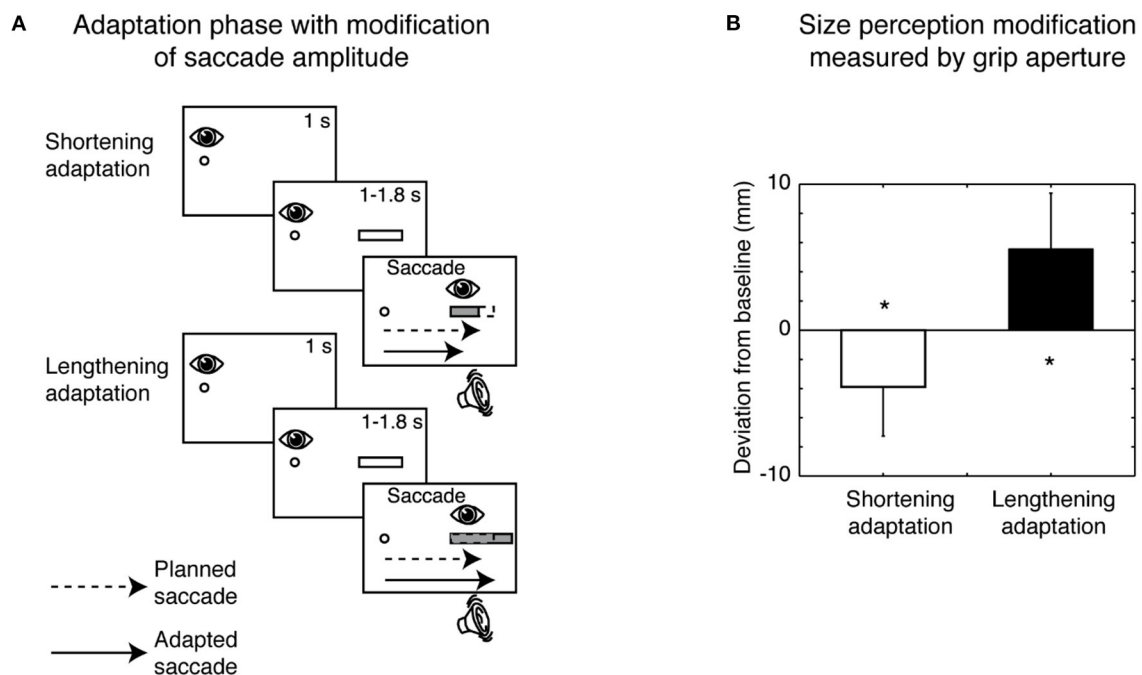 A
Adaptation phase with modification
of saccade amplitude
Shortening
adaptation
1 s
1-1.8 s
Saccade
Lengthening
adaptation
1 s
1-1.8 s
Saccade
Planned
saccade
Adapted
saccade
B
Size perception modification
measured by grip aperture
Deviation from baseline (mm)
10
0
-10
*
*
Shortening
adaptation
Lengthening
adaptation